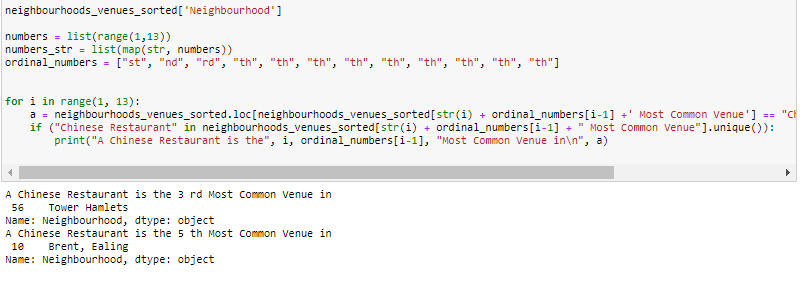 neighbourhoods_venues_sorted['Neighbourhood']
numbers = list(range(1,13))
numbers_str = list(map(str, numbers))
ordinal_numbers = ["st", "nd", "rd", "th", "th", "th", "th", "th", "th", "th", "th", "th"]
for i in range(1, 13):
a = neighbourhoods_venues_sorted.loc[neighbourhoods_venues_sorted[str(i) + ordinal_numbers[i-1] +' Most Common Venue'] == "Ch
if ("Chinese Restaurant" in neighbourhoods_venues_sorted[str(i) + ordinal_numbers[i-1] + " Most Common Venue"].unique()):
print("A Chinese Restaurant is the", i, ordinal_numbers[i-1], "Most Common Venue in\n", a)
A Chinese Restaurant is the 3 rd Most Common Venue in
56 Tower Hamlets
Name: Neighbourhood, dtype: object
A Chinese Restaurant is the 5 th Most Common Venue in
10 Brent, Ealing
Name: Neighbourhood, dtype: object